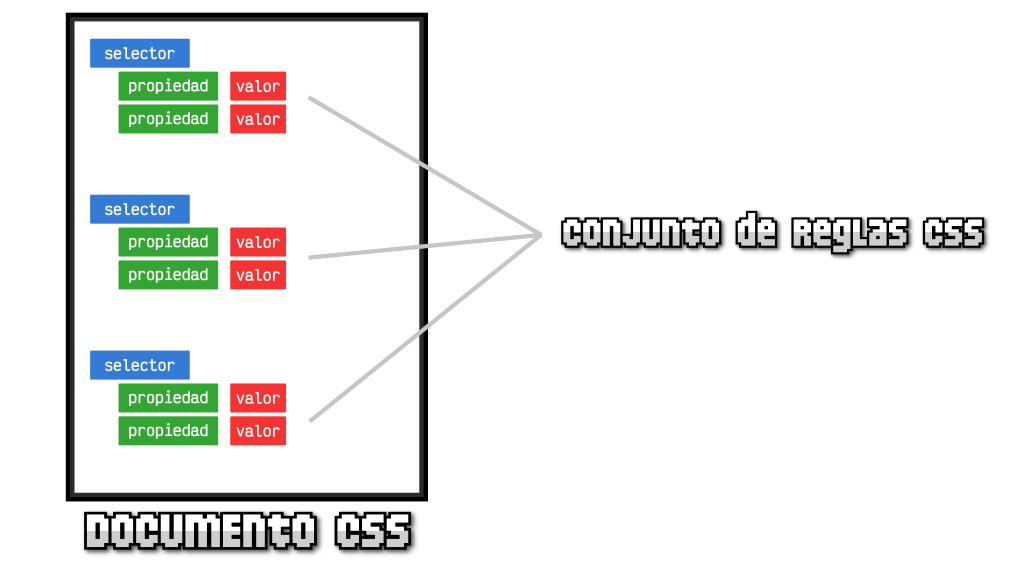 selector
propiedad valor
propiedad valor
selector
propiedad valor
propiedad valor
selector
propiedad valor
propiedad valor
Conjunto de Reglas CSS
DOCUMENTO CSS